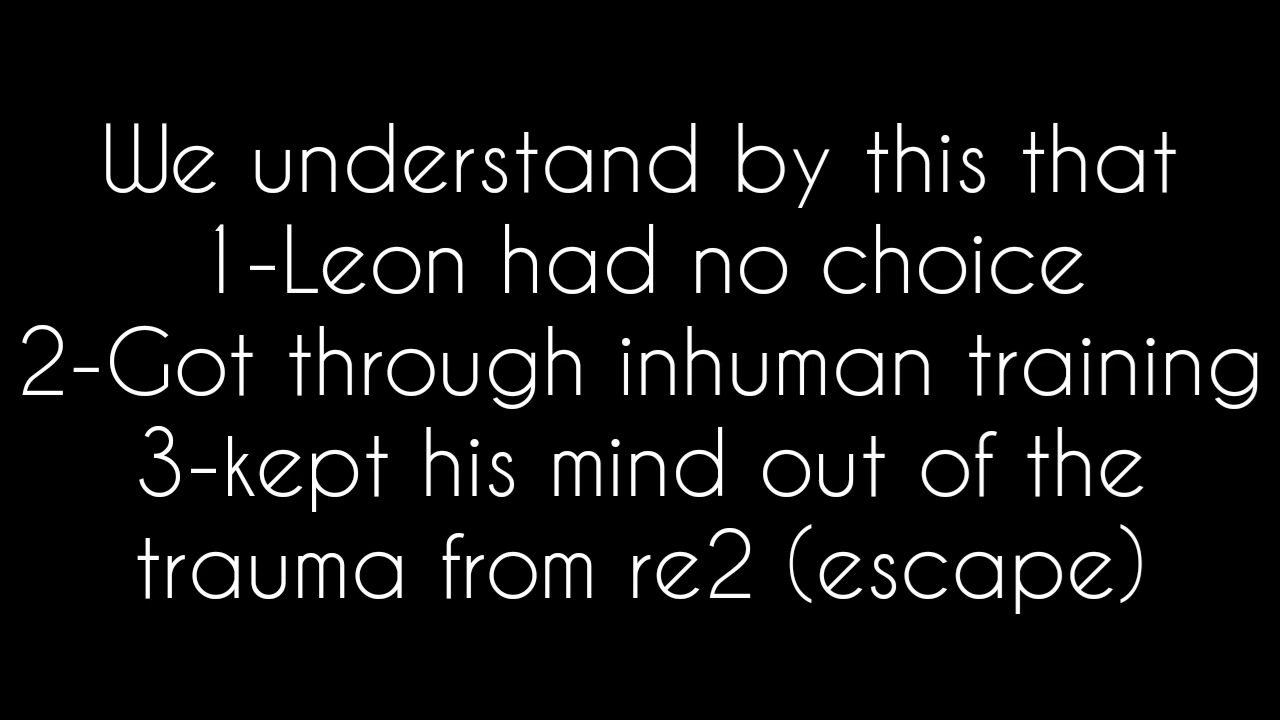 We understand by this that
1-Leon had no choice
2-Got through inhuman training
3-kept his mind out of the
trauma from re2 (escape)